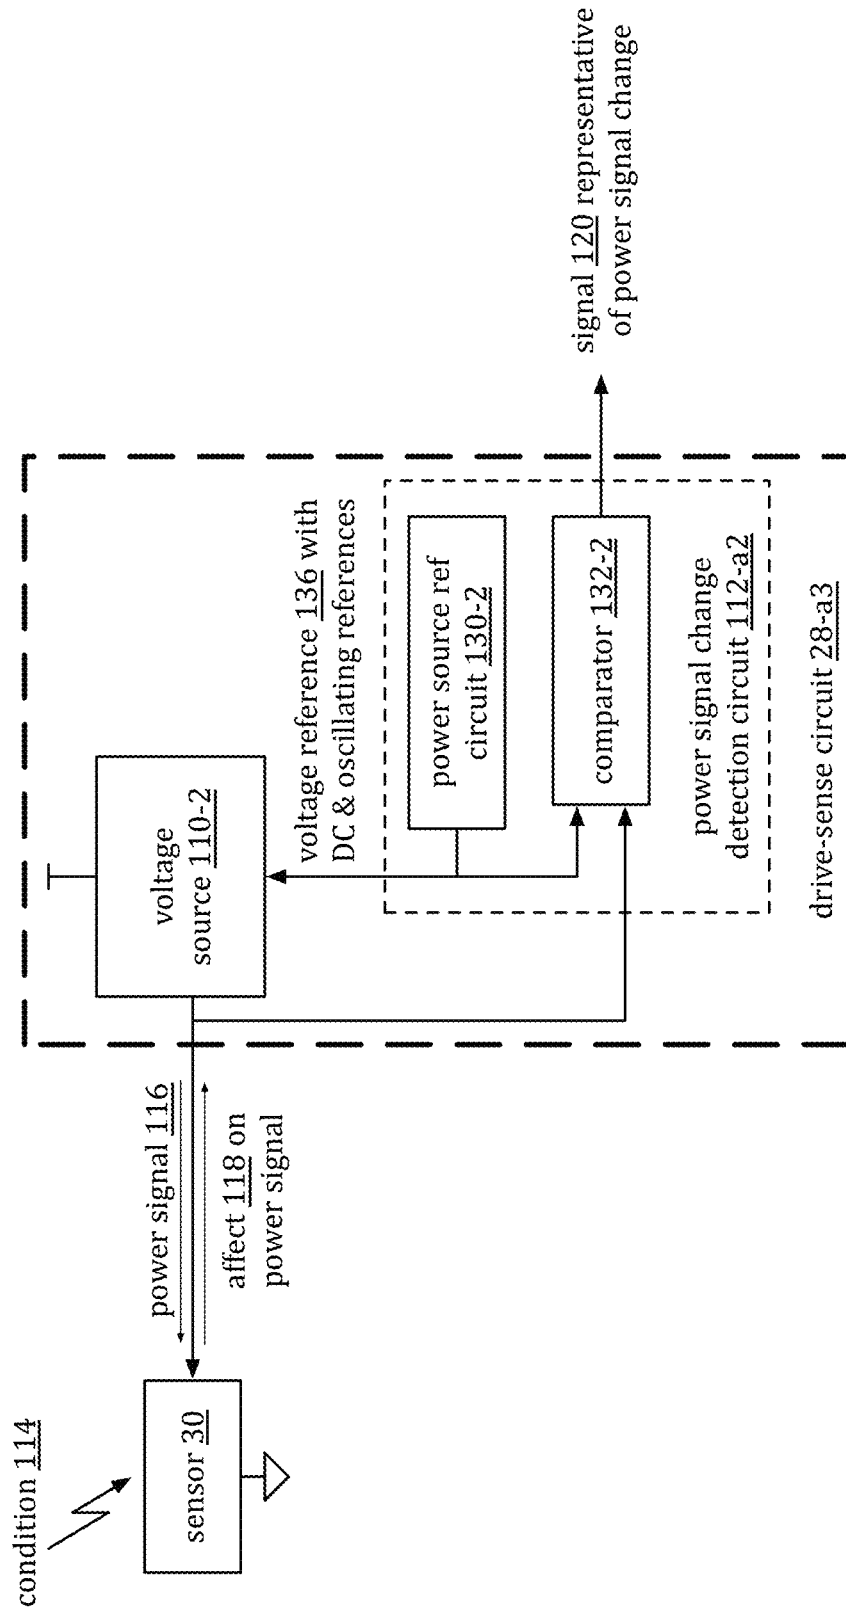 condition 114
sensor 30
power signal 116
affect 118 on
power signal
voltage
source 110-2
voltage reference 136 with
DC & oscillating references
power source ref
circuit 130-2
comparator 132-2
power signal change
detection circuit 112-a2
drive-sense circuit 28-a3
signal 120 representative
of power signal change